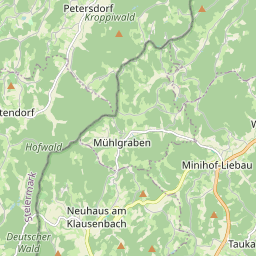 Petersdorf
Kroppiwald
tendorf
Hofwald
Mühlgraben
W
Minihof-Liebau
Steiermark
Neuhaus am
Klausenbach
Deutscher
Wald
Tauka